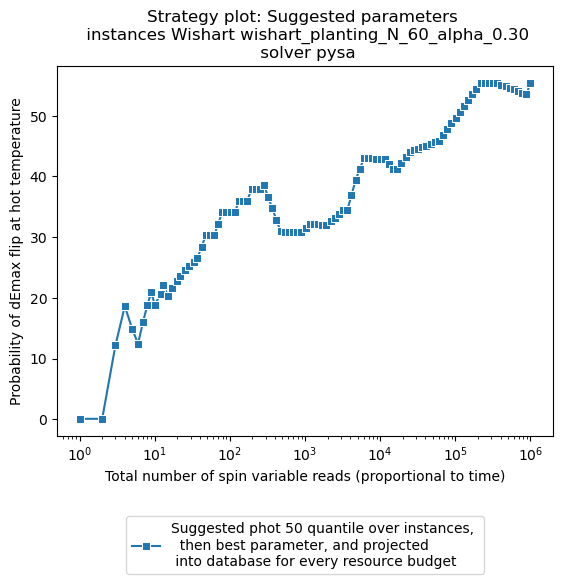 Strategy plot: Suggested parameters
instances Wishart wishart_planting_N_60_alpha_0.30
solver pysa
Probability of dEmax flip at hot temperature
50
40
30
20
10
0
10^0 10^1 10^2 10^3 10^4 10^5 10^6
Total number of spin variable reads (proportional to time)
Suggested phot 50 quantile over instances,
then best parameter, and projected
into database for every resource budget